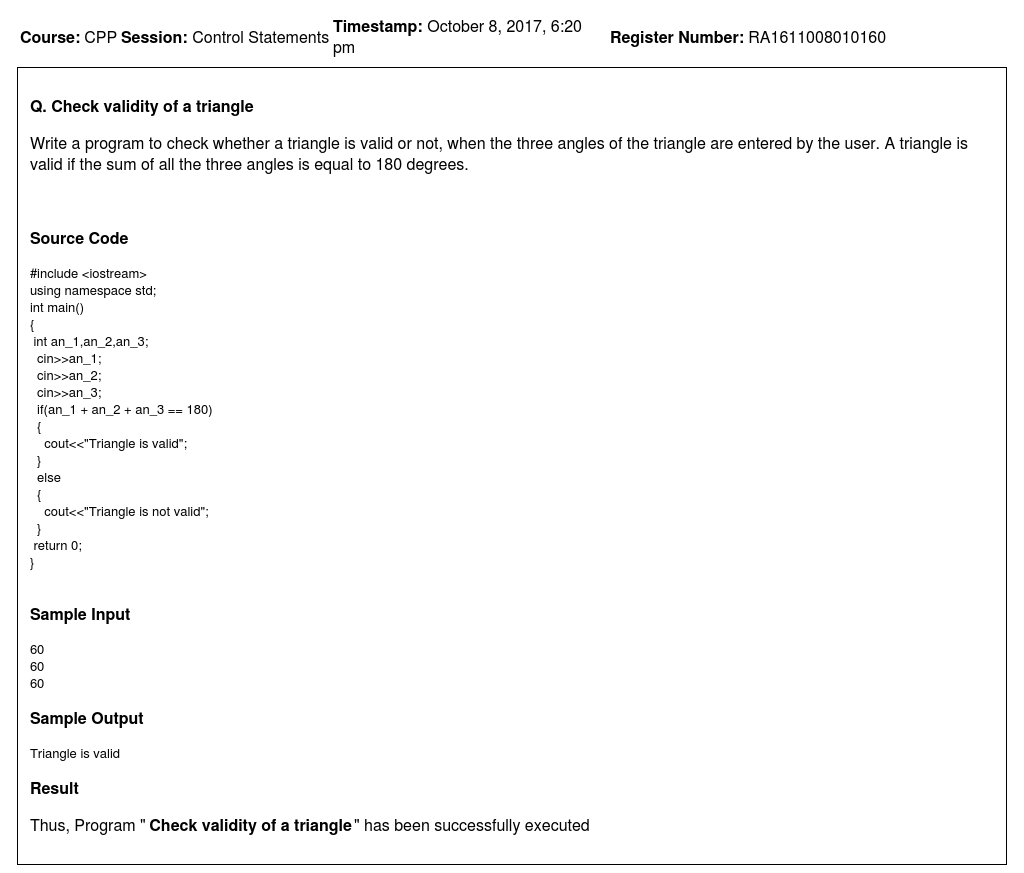 Course: CPP Session: Control Statements Timestamp: October 8, 2017, 6:20
pm
Register Number: RA1611008010160
Q. Check validity of a triangle
Write a program to check whether a triangle is valid or not, when the three angles of the triangle are entered by the user. A triangle is
valid if the sum of all the three angles is equal to 180 degrees.
Source Code
#include <iostream>
using namespace std;
int main()
{
 int an_1,an_2,an_3;
  cin>>an_1;
  cin>>an_2;
  cin>>an_3;
  if(an_1 + an_2 + an_3 == 180)
  {
    cout<<"Triangle is valid";
  }
  else
  {
    cout<<"Triangle is not valid";
  }
 return 0;
}
Sample Input
60
60
60
Sample Output
Triangle is valid
Result
Thus, Program " Check validity of a triangle" has been successfully executed